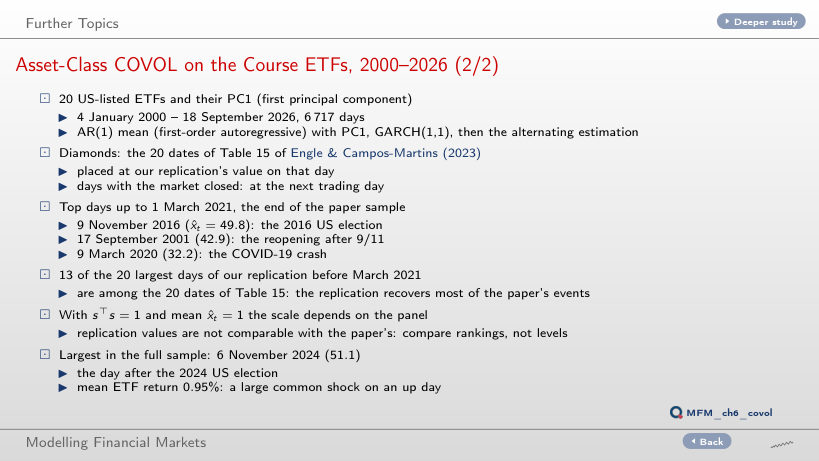 Further Topics
Deeper study
Asset-Class COVOL on the Course ETFs, 2000–2026 (2/2)
20 US-listed ETFs and their PC1 (first principal component)
4 January 2000 – 18 September 2026, 6 717 days
AR(1) mean (first-order autoregressive) with PC1, GARCH(1,1), then the alternating estimation
Diamonds: the 20 dates of Table 15 of Engle & Campos-Martins (2023)
placed at our replication's value on that day
days with the market closed: at the next trading day
Top days up to 1 March 2021, the end of the paper sample
9 November 2016 (x̂ₜ = 49.8): the 2016 US election
17 September 2001 (42.9): the reopening after 9/11
9 March 2020 (32.2): the COVID-19 crash
13 of the 20 largest days of our replication before March 2021
are among the 20 dates of Table 15: the replication recovers most of the paper's events
With s⊤s = 1 and mean x̂ₜ = 1 the scale depends on the panel
replication values are not comparable with the paper's: compare rankings, not levels
Largest in the full sample: 6 November 2024 (51.1)
the day after the 2024 US election
mean ETF return 0.95%: a large common shock on an up day
MFM_ch6_covol
Modelling Financial Markets
Back